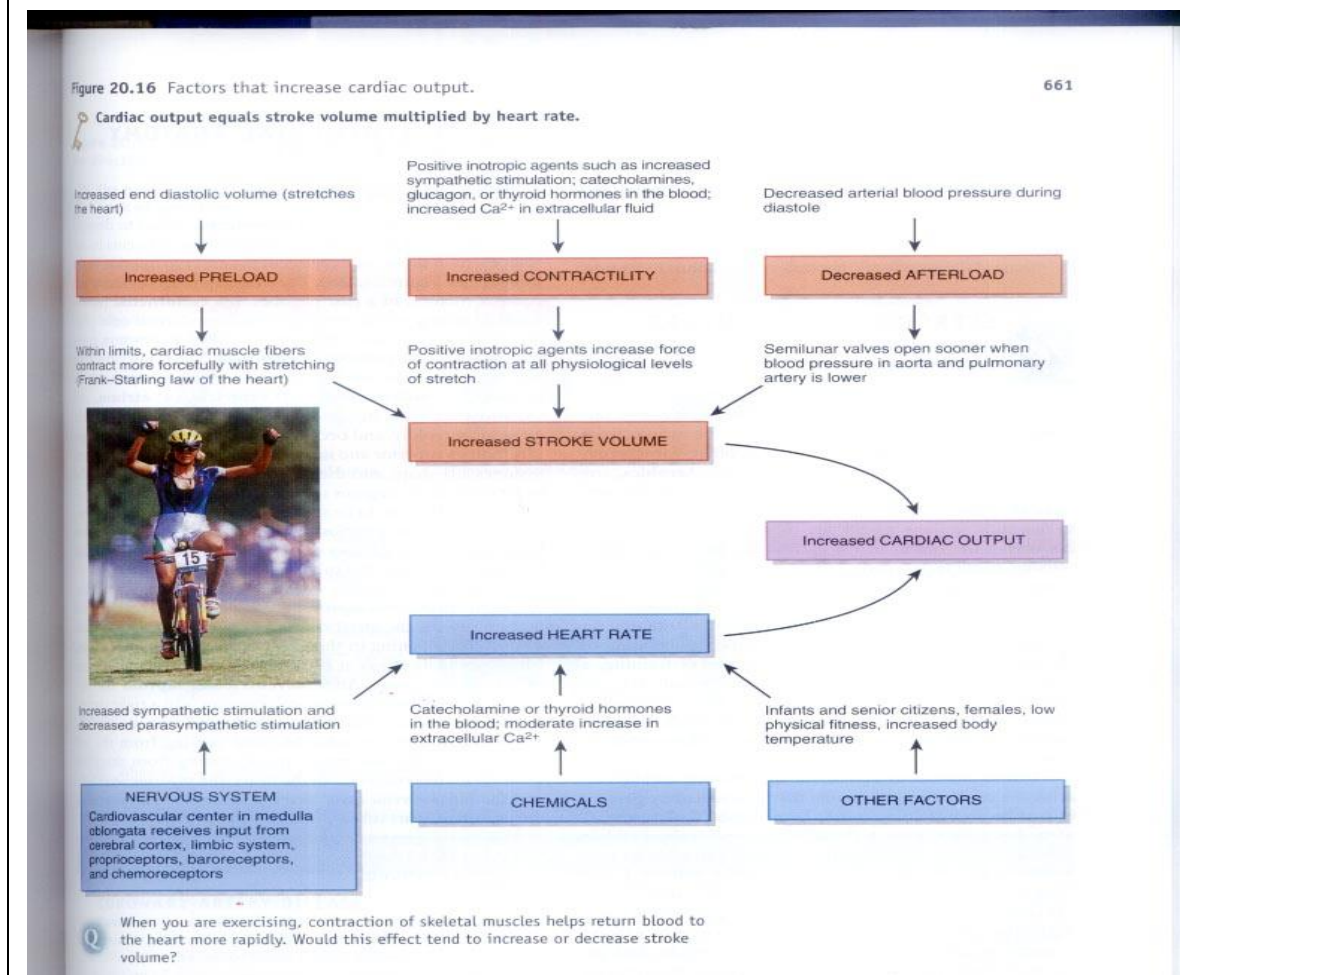 Figure 20.16 Factors that increase cardiac output.
661
Cardiac output equals stroke volume multiplied by heart rate.
Increased end diastolic volume (stretches
the heart)
Positive inotropic agents such as increased
sympathetic stimulation; catecholamines,
glucagon, or thyroid hormones in the blood;
increased Ca2+ in extracellular fluid
Decreased arterial blood pressure during
diastole
Increased PRELOAD
Increased CONTRACTILITY
Decreased AFTERLOAD
Within limits, cardiac muscle fibers
contract more forcefully with stretching
(Frank–Starling law of the heart)
Positive inotropic agents increase force
of contraction at all physiological levels
of stretch
Semilunar valves open sooner when
blood pressure in aorta and pulmonary
artery is lower
Increased STROKE VOLUME
15
Increased CARDIAC OUTPUT
Increased HEART RATE
Increased sympathetic stimulation and
decreased parasympathetic stimulation
Catecholamine or thyroid hormones
in the blood; moderate increase in
extracellular Ca2+
Infants and senior citizens, females, low
physical fitness, increased body
temperature
NERVOUS SYSTEM
Cardiovascular center in medulla
oblongata receives input from
cerebral cortex, limbic system,
proprioceptors, baroreceptors,
and chemoreceptors
CHEMICALS
OTHER FACTORS
Q
When you are exercising, contraction of skeletal muscles helps return blood to
the heart more rapidly. Would this effect tend to increase or decrease stroke
volume?